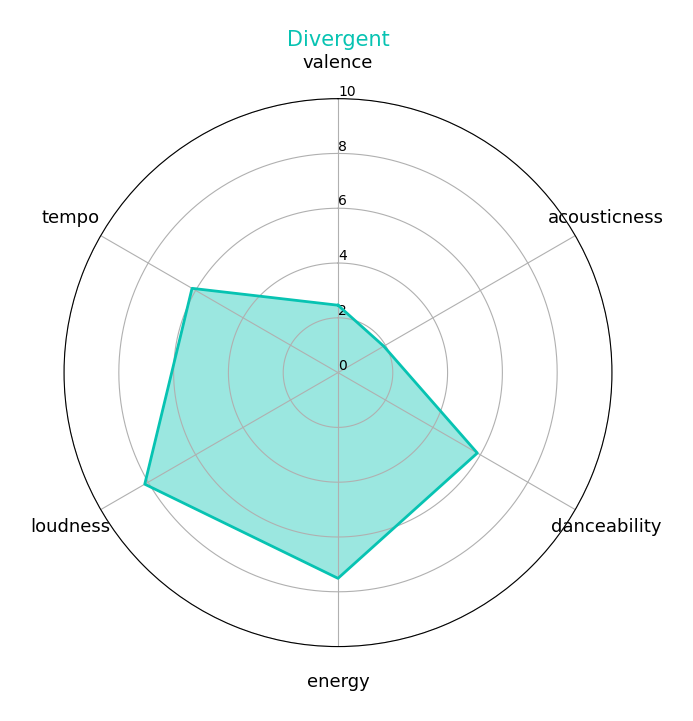 Divergent
valence
10
8
6
4
2
0
tempo
acousticness
loudness
danceability
energy